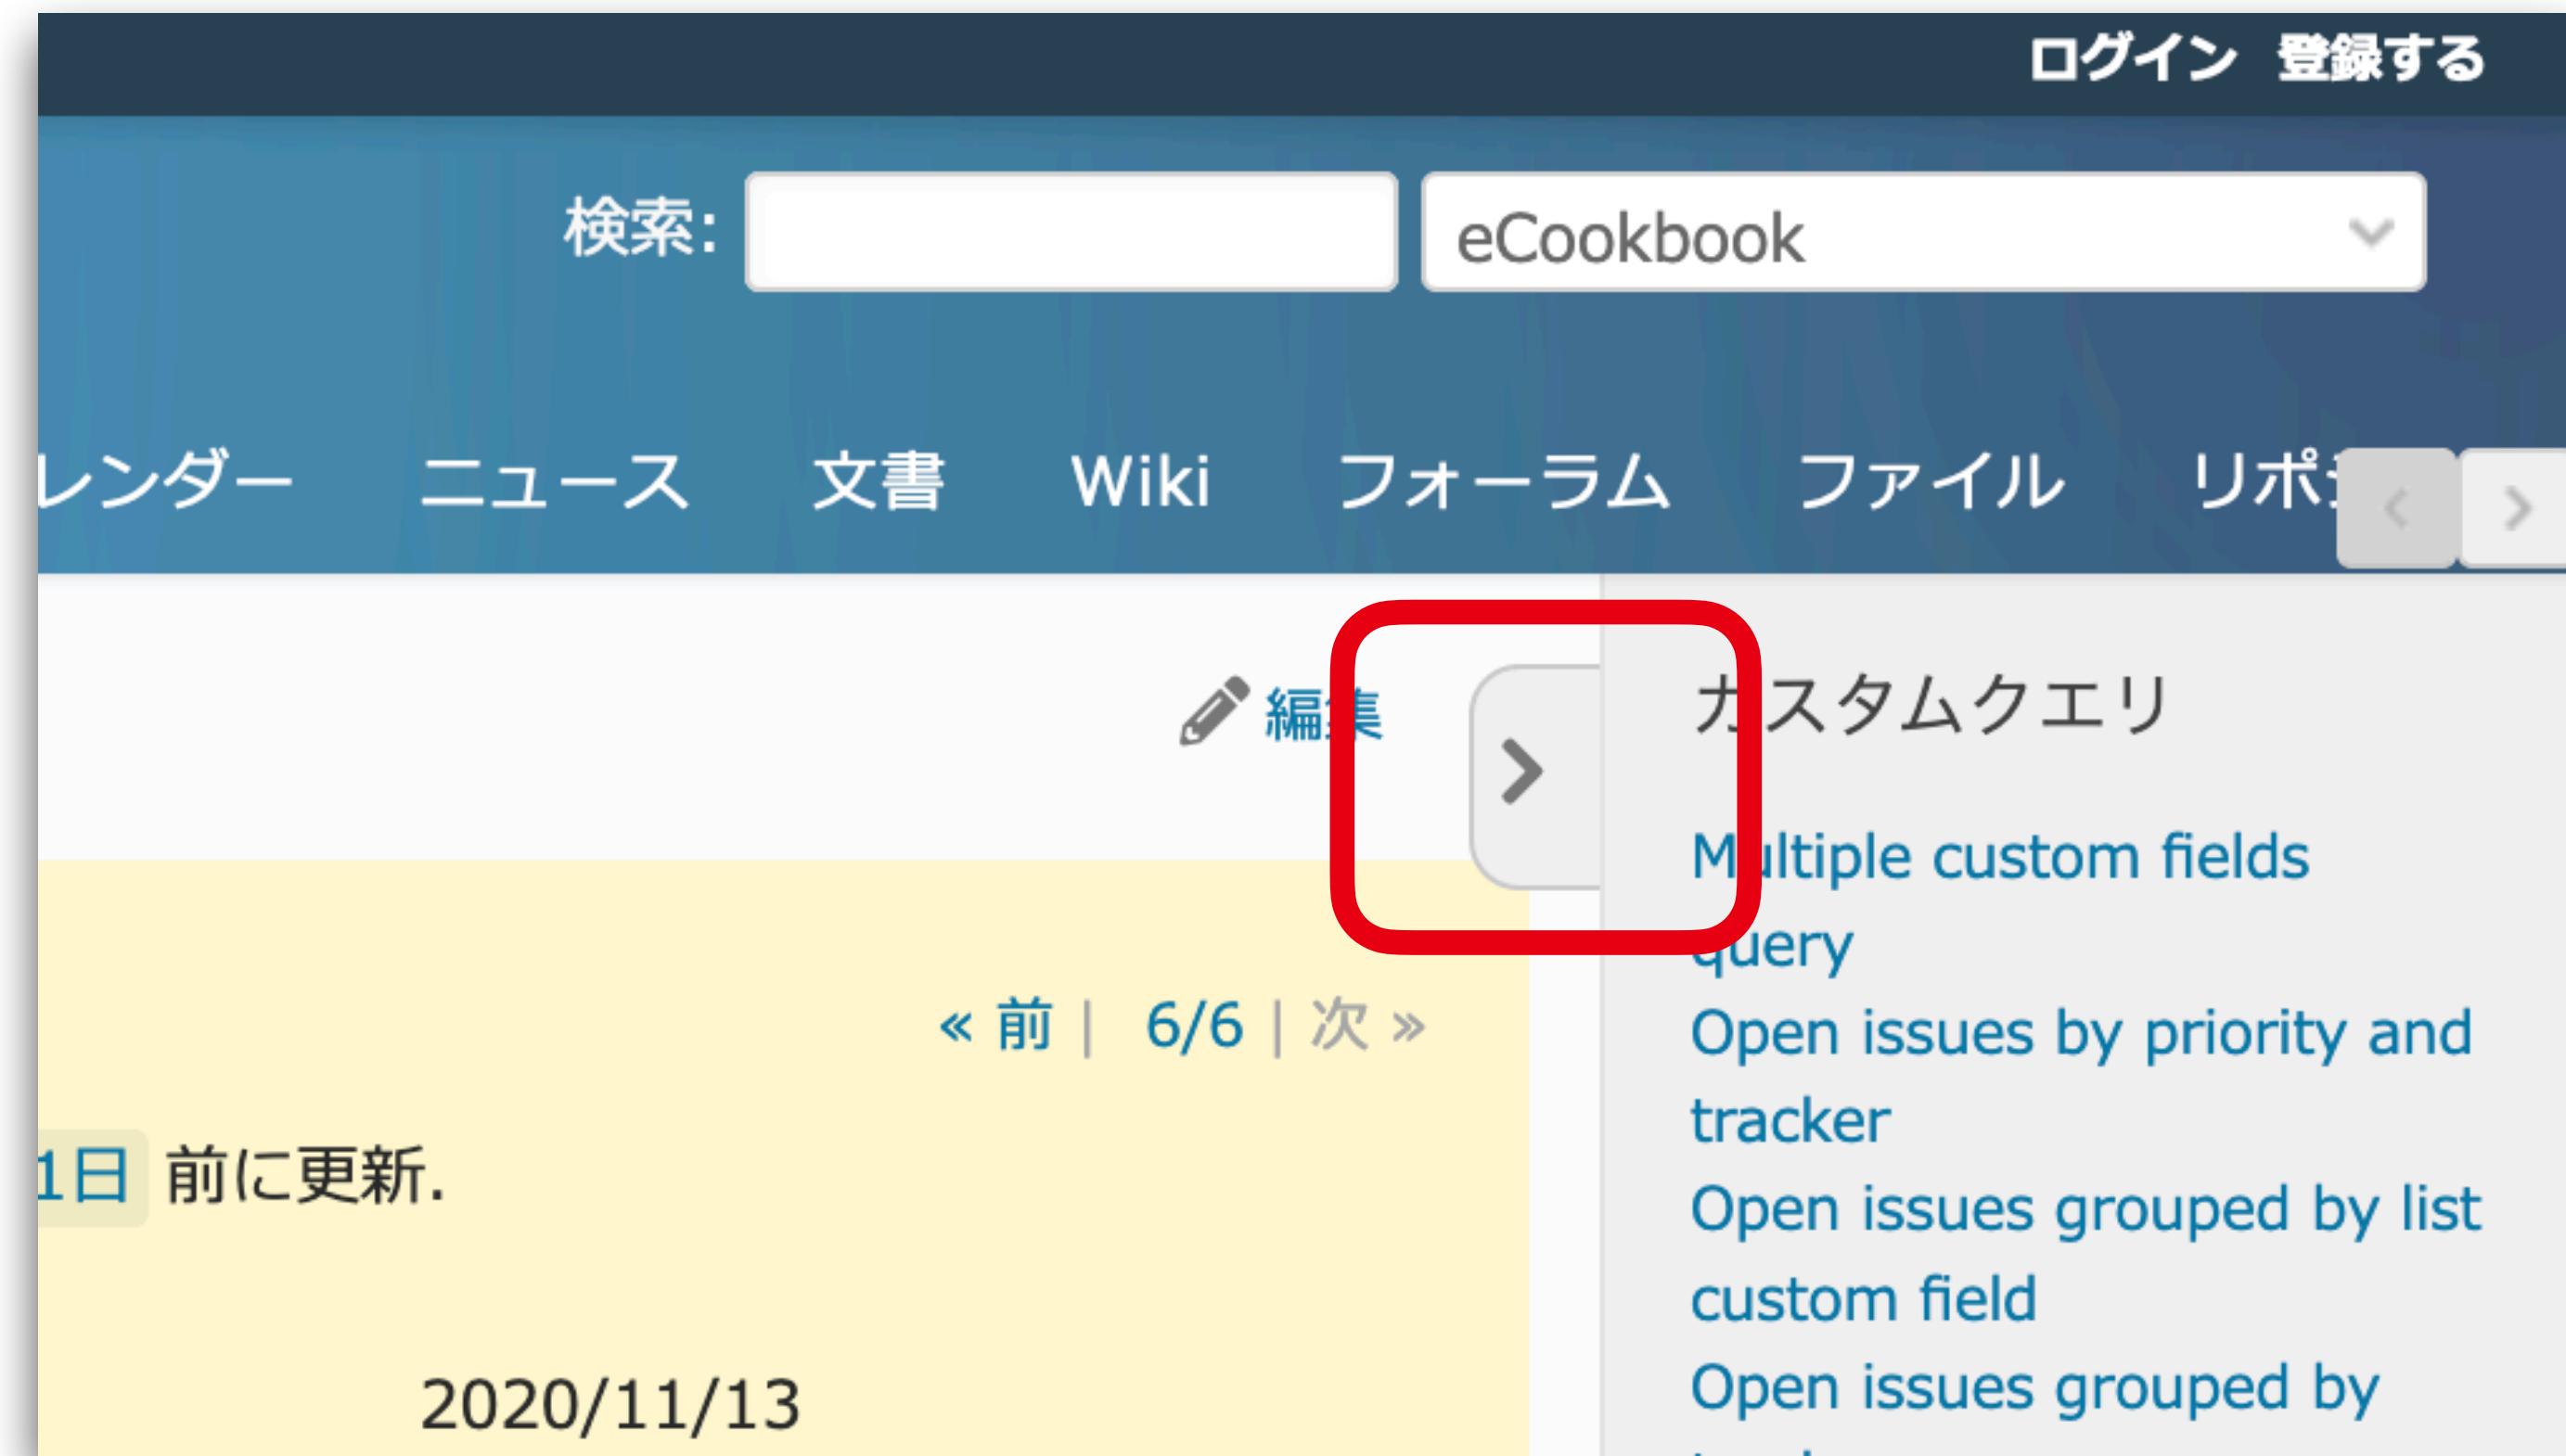 ログイン 登録する
検索: eCookbook
レンダー ニュース 文書 Wiki フォーラム ファイル リポ
編集
カスタムクエリ
Multiple custom fields
query
« 前 | 6/6 | 次 »
Open issues by priority and
tracker
1日 前に更新.
Open issues grouped by list
custom field
2020/11/13
Open issues grouped by